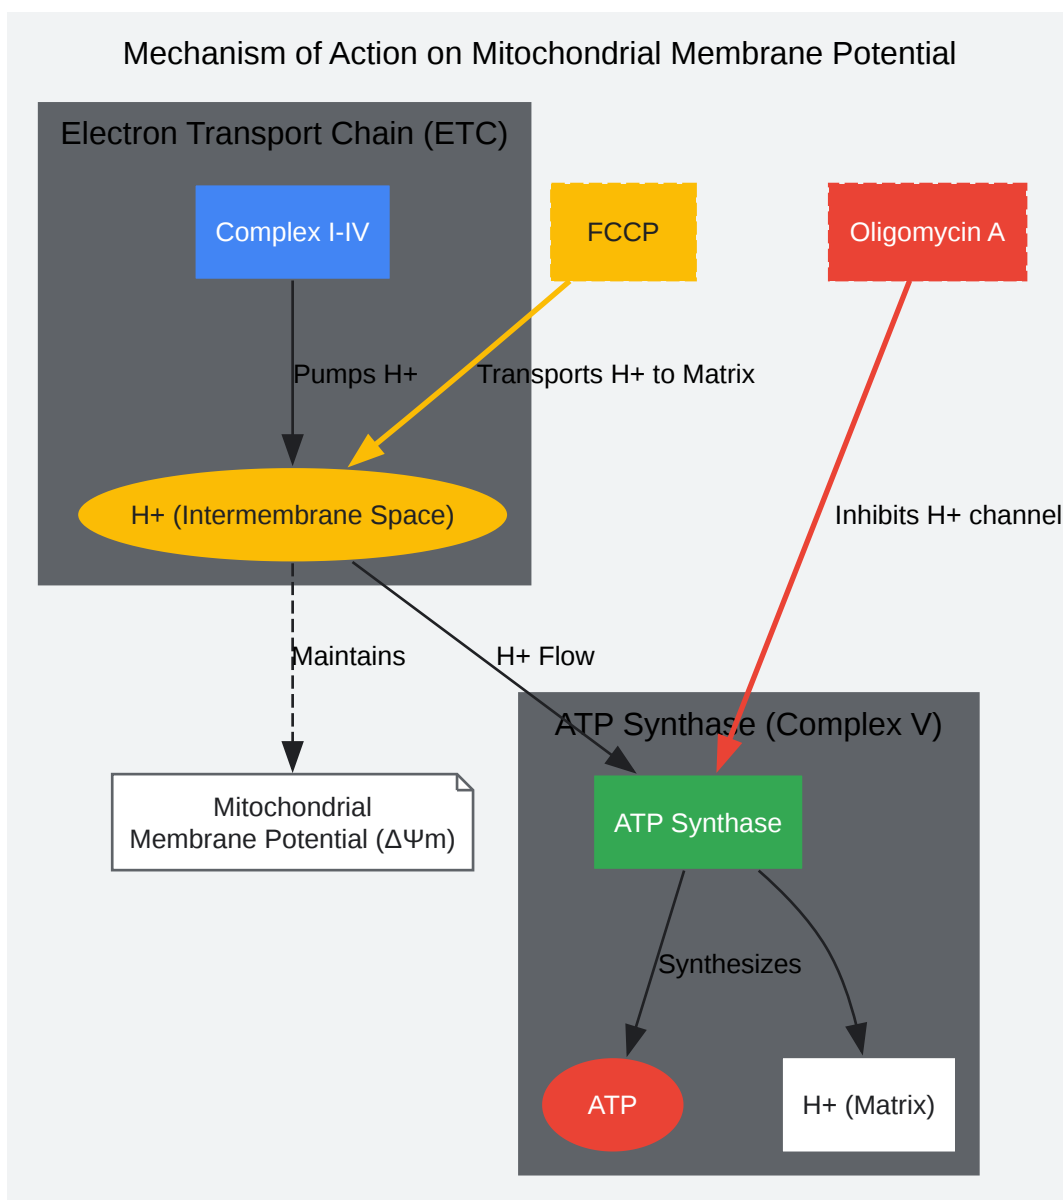 Mechanism of Action on Mitochondrial Membrane Potential
Electron Transport Chain (ETC)
Complex I-IV
FCCP
Oligomycin A
Pumps H+
Transports H+ to Matrix
H+ (Intermembrane Space)
Inhibits H+ channel
Maintains
H+ Flow
ATP Synthase (Complex V)
Mitochondrial
Membrane Potential (ΔΨm)
ATP Synthase
Synthesizes
ATP
H+ (Matrix)